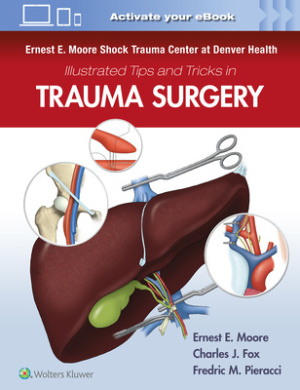 Activate your eBook
Ernest E. Moore Shock Trauma Center at Denver Health
Illustrated Tips and Tricks in
TRAUMA SURGERY
Ernest E. Moore
Charles J. Fox
Fredric M. Pieracci
Wolters Kluwer